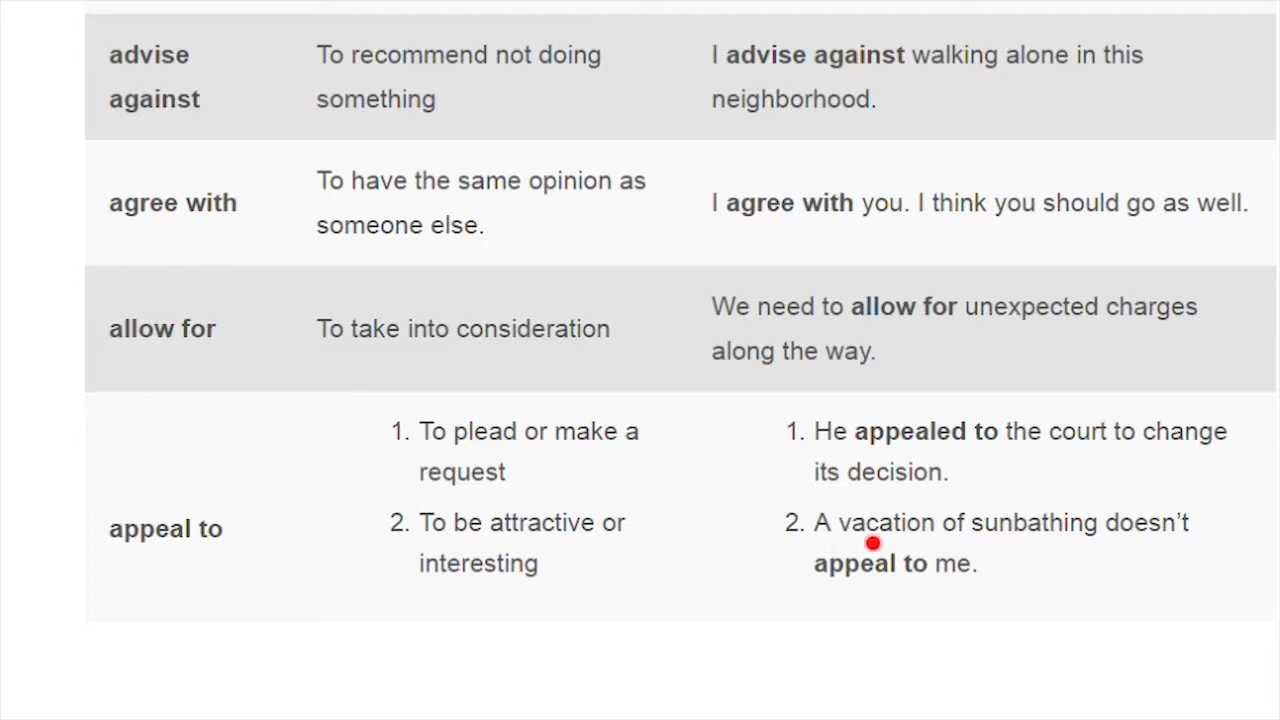 advise
against
To recommend not doing
something
I advise against walking alone in this
neighborhood.
agree with
To have the same opinion as
someone else.
I agree with you. I think you should go as well.
allow for
To take into consideration
We need to allow for unexpected charges
along the way.
appeal to
1. To plead or make a
request
2. To be attractive or
interesting
1. He appealed to the court to change
its decision.
2. A vacation of sunbathing doesn’t
appeal to me.